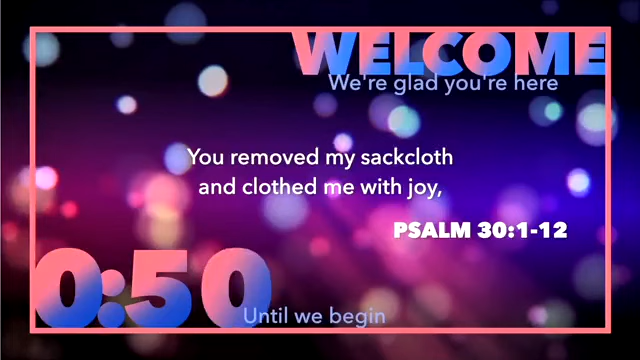 WELCOME
We're glad you're here
You removed my sackcloth
and clothed me with joy,
PSALM 30:1-12
0:50
Until we begin